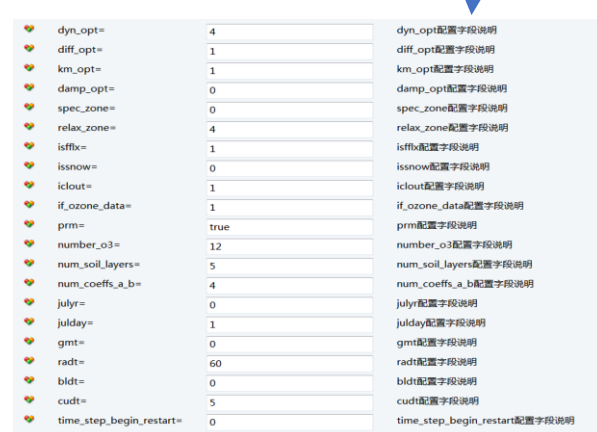 dyn_opt= 4 dyn_opt配置字段说明
diff_opt= 1 diff_opt配置字段说明
km_opt= 1 km_opt配置字段说明
damp_opt= 0 damp_opt配置字段说明
spec_zone= 0 spec_zone配置字段说明
relax_zone= 4 relax_zone配置字段说明
isfflx= 1 isfflx配置字段说明
issnow= 0 issnow配置字段说明
iclout= 1 iclout配置字段说明
if_ozone_data= 1 if_ozone_data配置字段说明
prm= true prm配置字段说明
number_o3= 12 number_o3配置字段说明
num_soil_layers= 5 num_soil_layers配置字段说明
num_coeffs_a_b= 4 num_coeffs_a_b配置字段说明
julyr= 0 julyr配置字段说明
julday= 1 julday配置字段说明
gmt= 0 gmt配置字段说明
radt= 60 radt配置字段说明
bldt= 0 bldt配置字段说明
cudt= 5 cudt配置字段说明
time_step_begin_restart= 0 time_step_begin_restart配置字段说明